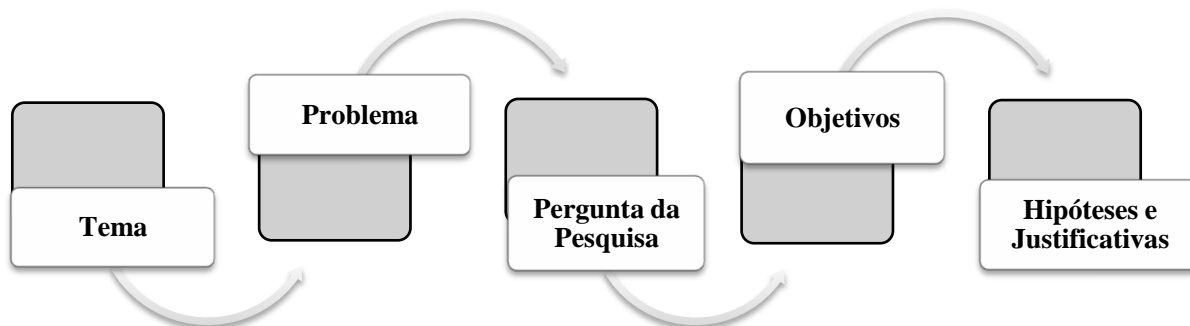 Tema
Problema
Pergunta da
Pesquisa
Objetivos
Hipóteses e
Justificativas